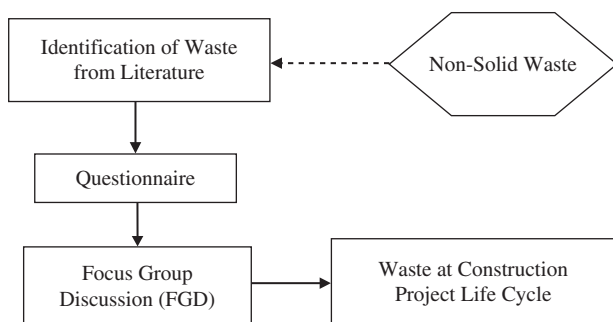 Identification of Waste
from Literature
Non-Solid Waste
Questionnaire
Focus Group
Discussion (FGD)
Waste at Construction
Project Life Cycle